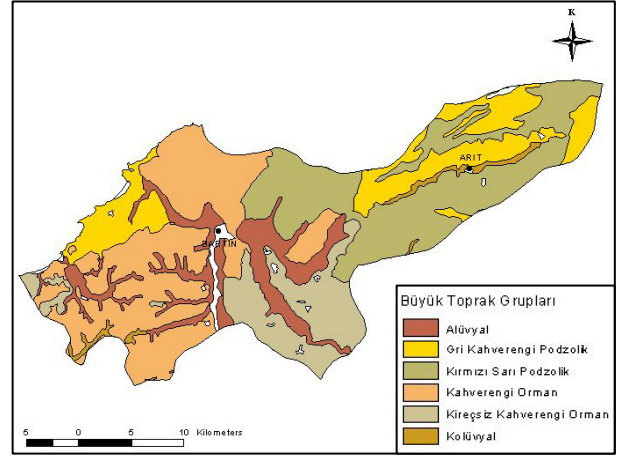 K
ARIT
BARTIN
Büyük Toprak Grupları
Alüvyal
Gri Kahverengi Podzolik
Kırmızı Sarı Podzolik
Kahverengi Orman
Kireçsiz Kahverengi Orman
Kolüvyal
5 0 5 10 Kilometers